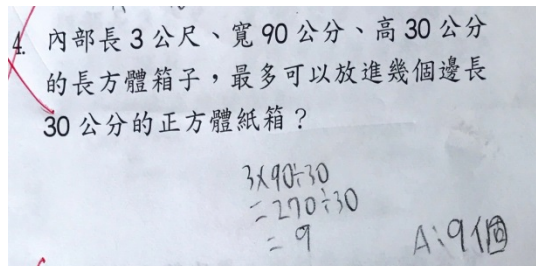 4. 內部長 3 公尺、寬 90 公分、高 30 公分
的長方體箱子，最多可以放進幾個邊長
30 公分的正方體紙箱？
3×90÷30
=270÷30
=9
A:9個